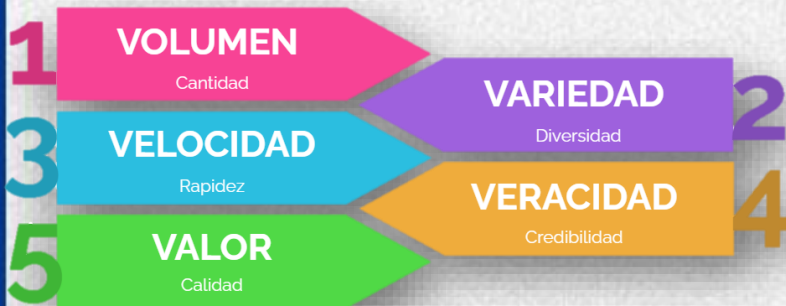 1
VOLUMEN
Cantidad
2
VARIEDAD
Diversidad
3
VELOCIDAD
Rapidez
4
VERACIDAD
Credibilidad
5
VALOR
Calidad